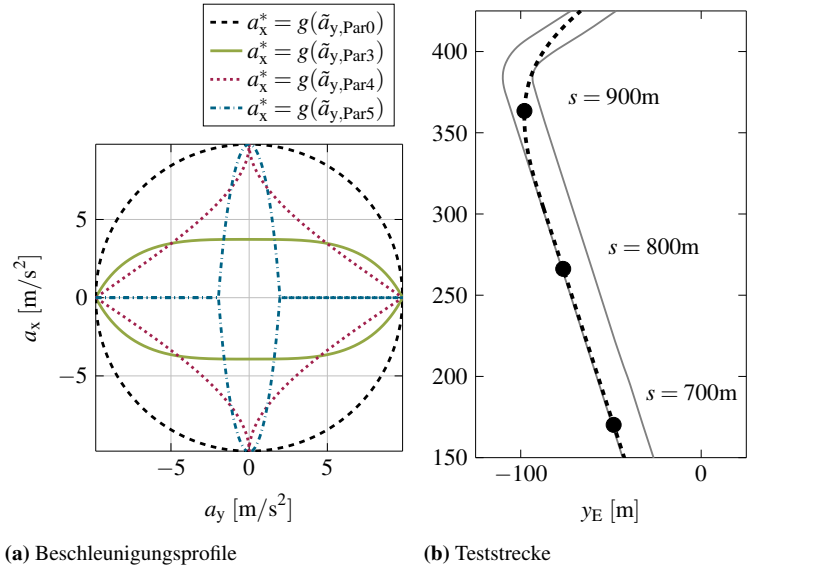 a*x = g(ãy,Par0)
a*x = g(ãy,Par3)
a*x = g(ãy,Par4)
a*x = g(ãy,Par5)
5
0
−5
−5 0 5
ax [m/s²]
ay [m/s²]
(a) Beschleunigungsprofile
400
350
300
250
200
150
−100 0
s = 900m
s = 800m
s = 700m
yE [m]
(b) Teststrecke